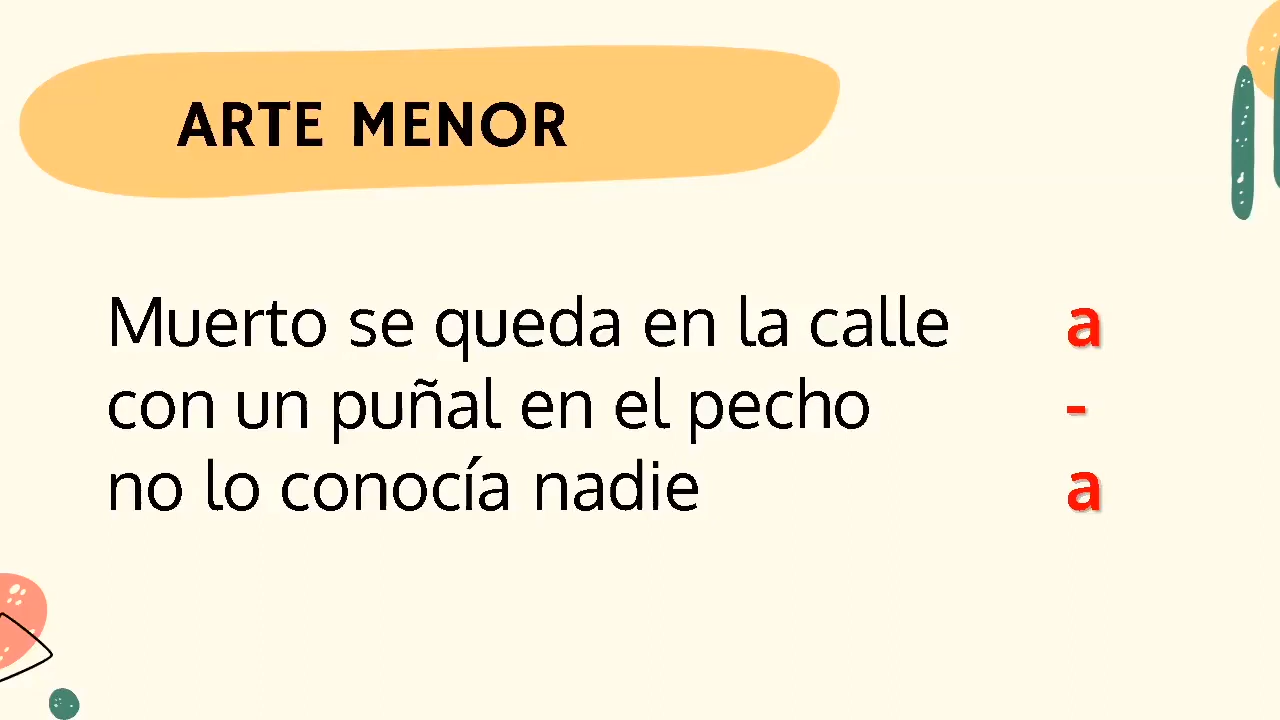 ARTE MENOR
Muerto se queda en la calle a
con un puñal en el pecho -
no lo conocía nadie a